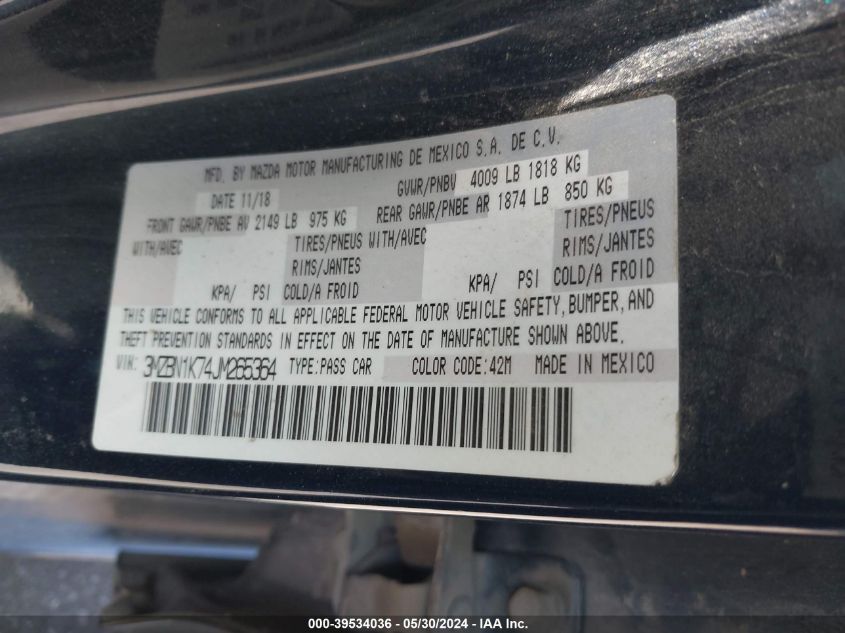 MFD. BY MAZDA MOTOR MANUFACTURING DE MEXICO S.A. DE C.V.
DATE 11/18 GVWR/PNBV 4009 LB 1818 KG
FRONT GAWR/PNBE AV 2149 LB 975 KG REAR GAWR/PNBE AR 1874 LB 850 KG
WITH/AVEC TIRES/PNEUS WITH/AVEC TIRES/PNEUS
RIMS/JANTES RIMS/JANTES
KPA/ PSI COLD/A FROID KPA/ PSI COLD/A FROID
THIS VEHICLE CONFORMS TO ALL APPLICABLE FEDERAL MOTOR VEHICLE SAFETY, BUMPER, AND
THEFT PREVENTION STANDARDS IN EFFECT ON THE DATE OF MANUFACTURE SHOWN ABOVE.
VIN: 3MZBN1K74JM265364 TYPE:PASS CAR COLOR CODE:42M MADE IN MEXICO
000-39534036 - 05/30/2024 - IAA Inc.